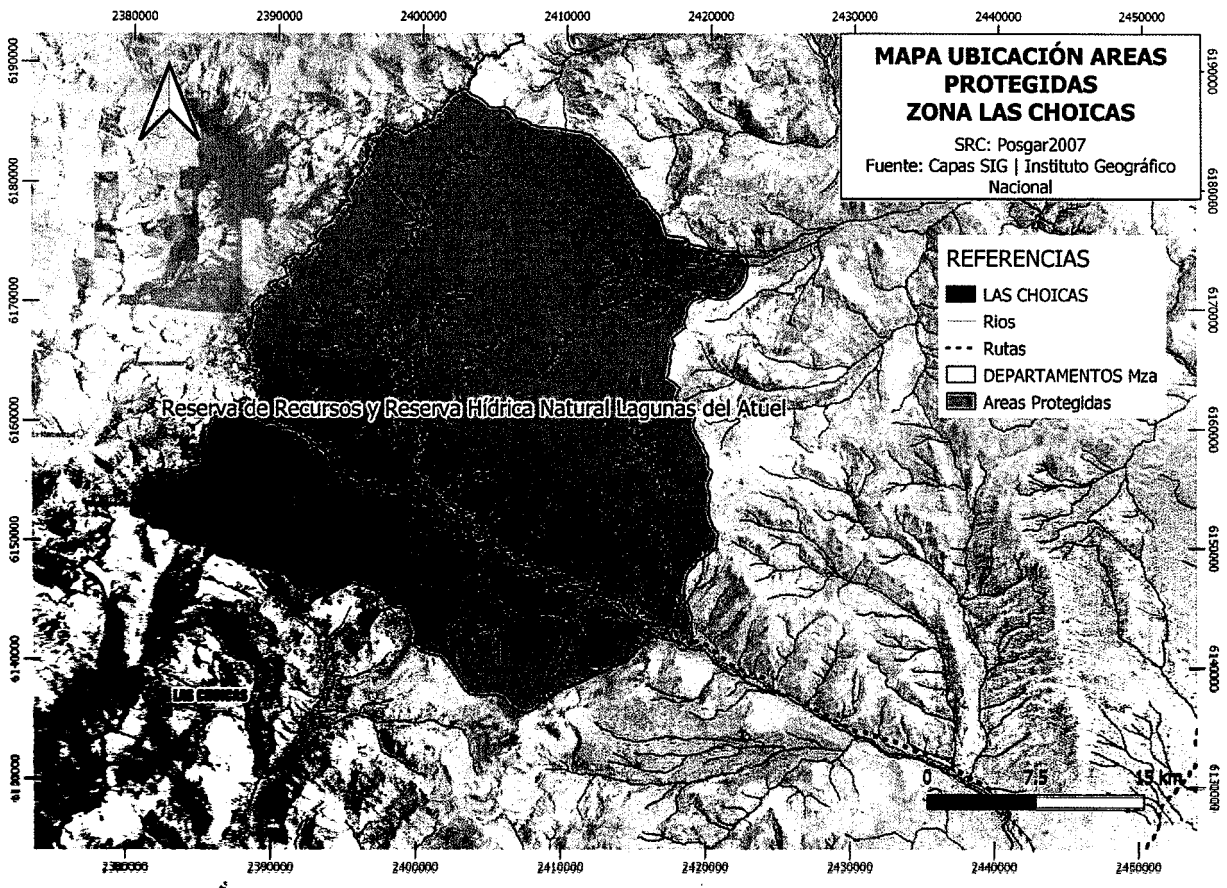 2380000 2390000 2400000 2410000 2420000 2430000 2440000 2450000
6190000
6180000
6170000
6160000
6150000
6140000
6130000
MAPA UBICACIÓN AREAS
PROTEGIDAS
ZONA LAS CHOICAS
SRC: Posgar2007
Fuente: Capas SIG | Instituto Geográfico
Nacional
REFERENCIAS
LAS CHOICAS
Rios
Rutas
DEPARTAMENTOS Mza
Areas Protegidas
Reserva de Recursos y Reserva Hídrica Natural Lagunas del Atuel
LAS CHOICAS
0 7.5 15 km
6190000
6180000
6170000
6160000
6150000
6140000
6130000
2380000 2390000 2400000 2410000 2420000 2430000 2440000 2450000